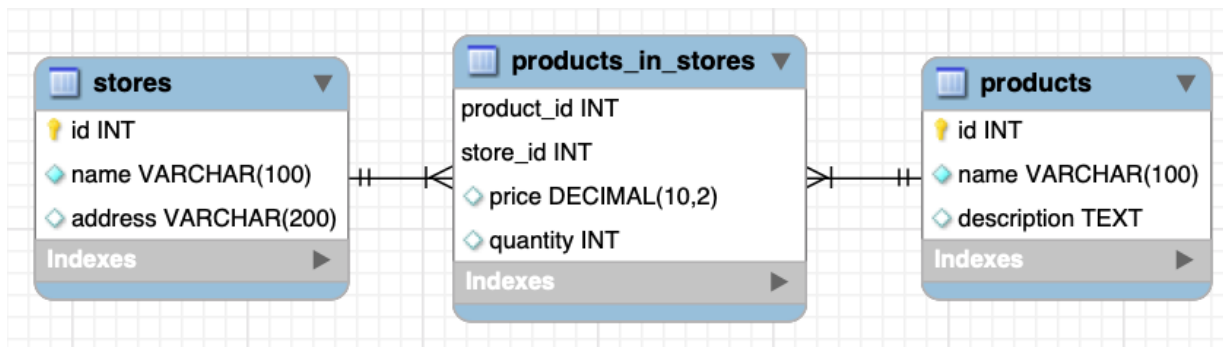 stores
id INT
name VARCHAR(100)
address VARCHAR(200)
Indexes
products_in_stores
product_id INT
store_id INT
price DECIMAL(10,2)
quantity INT
Indexes
products
id INT
name VARCHAR(100)
description TEXT
Indexes